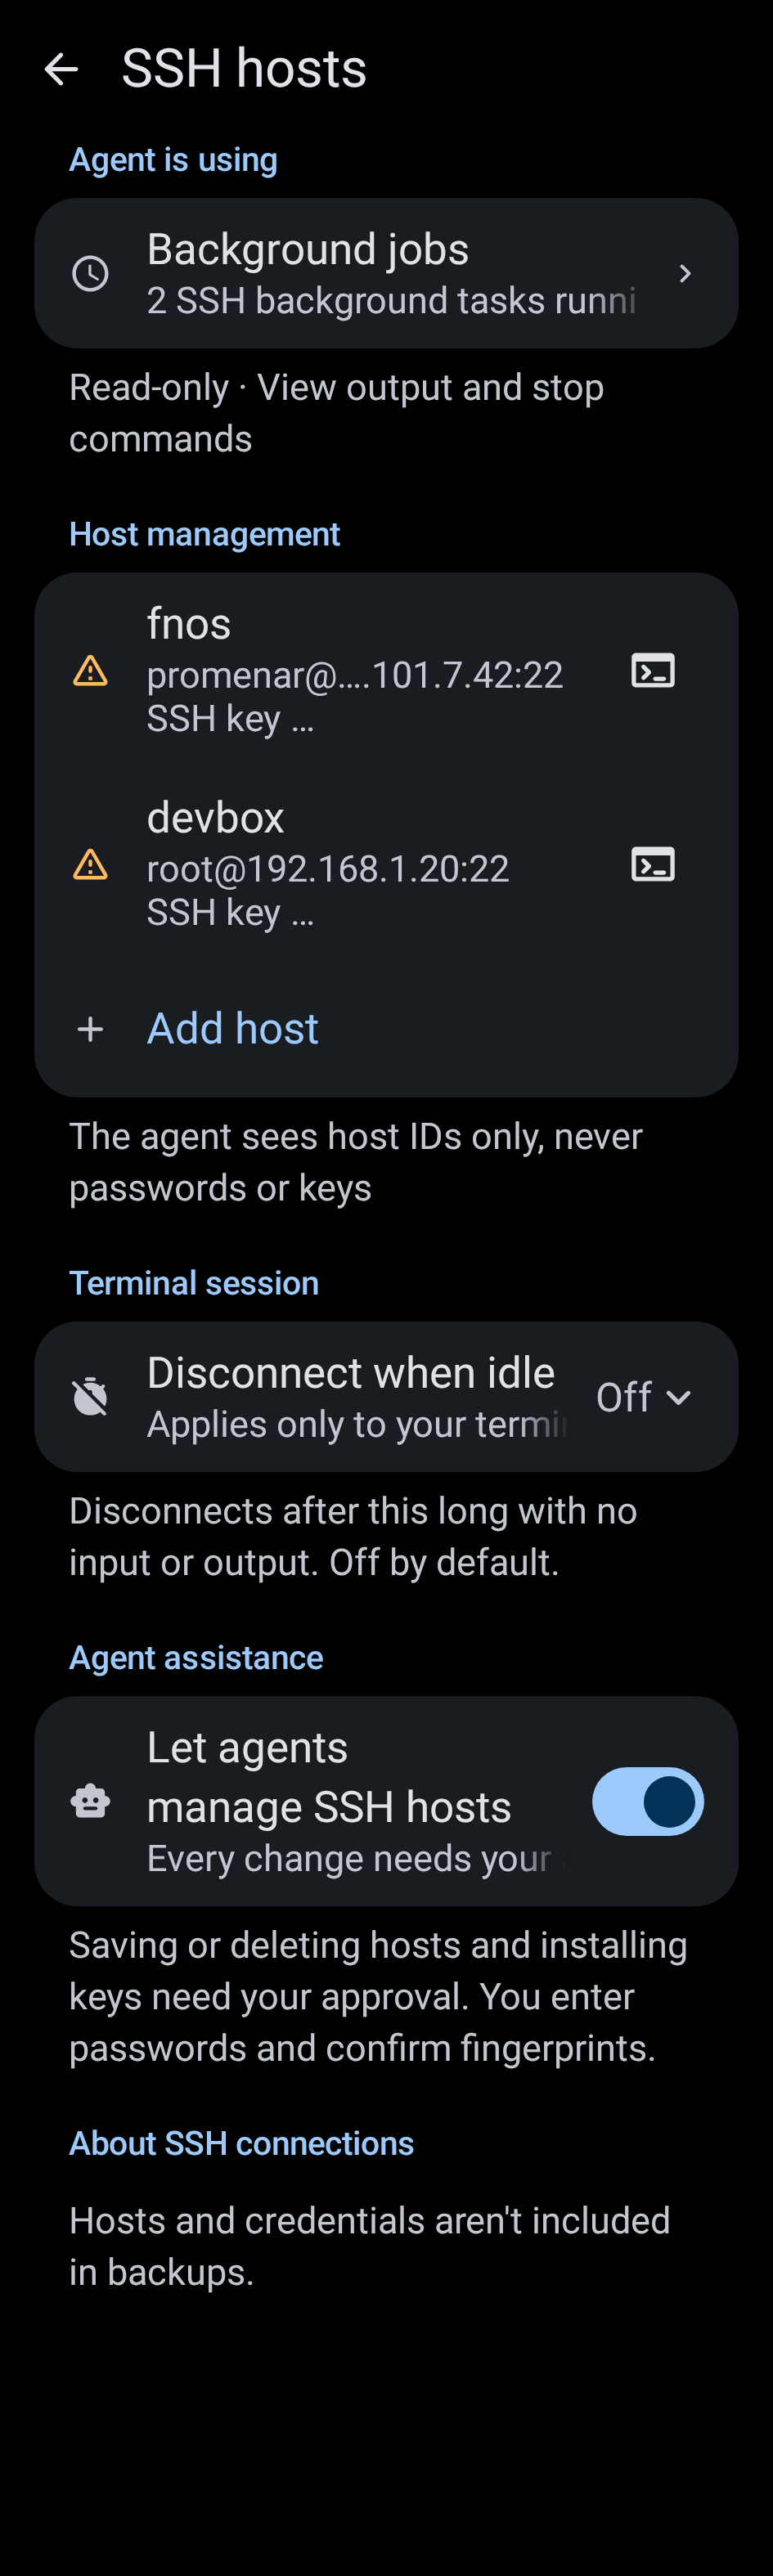 SSH hosts
Agent is using
Background jobs
2 SSH background tasks runni
Read-only · View output and stop
commands
Host management
fnos
promenar@....101.7.42:22
SSH key ...
devbox
root@192.168.1.20:22
SSH key ...
Add host
The agent sees host IDs only, never
passwords or keys
Terminal session
Disconnect when idle
Applies only to your termin
Off
Disconnects after this long with no
input or output. Off by default.
Agent assistance
Let agents
manage SSH hosts
Every change needs your
Saving or deleting hosts and installing
keys need your approval. You enter
passwords and confirm fingerprints.
About SSH connections
Hosts and credentials aren't included
in backups.